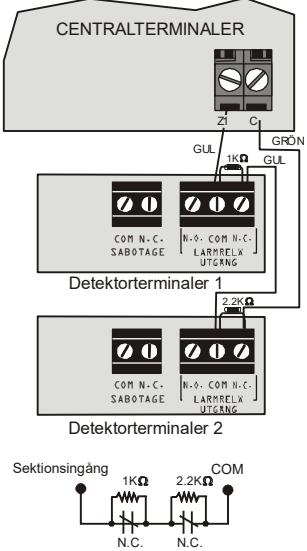 CENTRALTERMINALER
Z1 C
GUL GRÖN
1KΩ GUL
COM N.C. N.O. COM N.C.
SABOTAGE LARMRELÄ
UTGÅNG
Detektorterminaler 1
2.2KΩ
COM N.C. N.O. COM N.C.
SABOTAGE LARMRELÄ
UTGÅNG
Detektorterminaler 2
Sektionsingång COM
1KΩ 2.2KΩ
N.C. N.C.